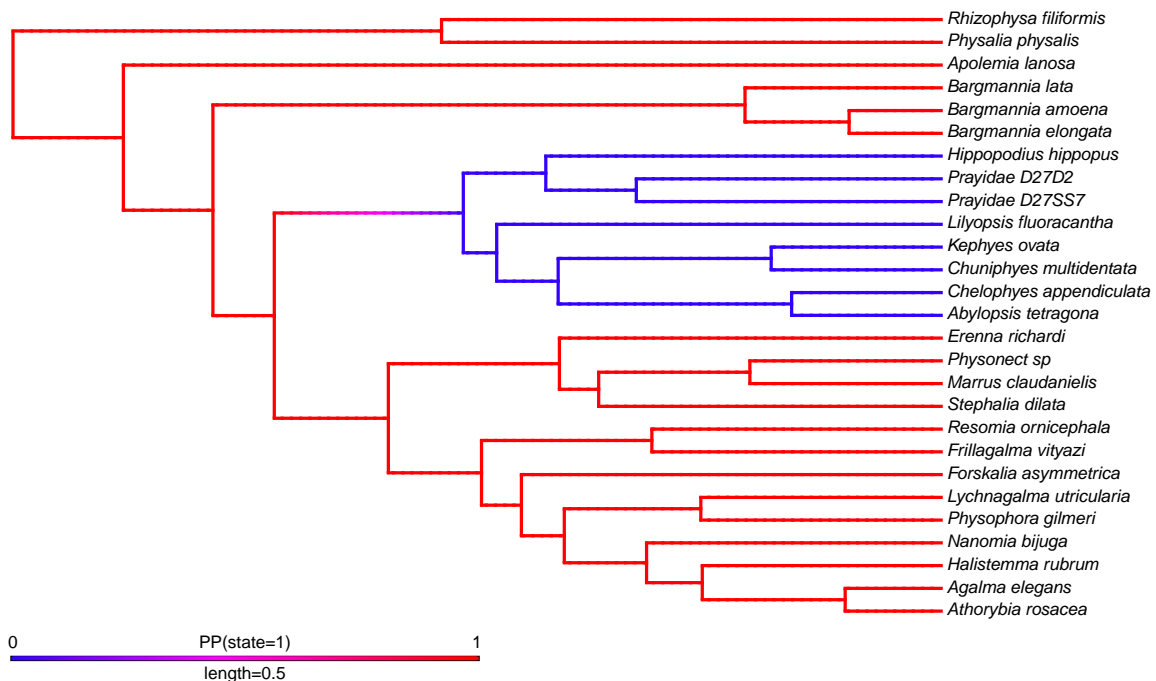 Rhizophysa filiformis
Physalia physalis
Apolemia lanosa
Bargmannia lata
Bargmannia amoena
Bargmannia elongata
Hippopodius hippopus
Prayidae D27D2
Prayidae D27SS7
Lilyopsis fluoracantha
Kephyes ovata
Chuniphyes multidentata
Chelophyes appendiculata
Abylopsis tetragona
Erenna richardi
Physonect sp
Marrus claudanielis
Stephalia dilata
Resomia ornicephala
Frillagalma vityazi
Forskalia asymmetrica
Lychnagalma utricularia
Physophora gilmeri
Nanomia bijuga
Halistemma rubrum
Agalma elegans
Athorybia rosacea
0 PP(state=1) 1
length=0.5